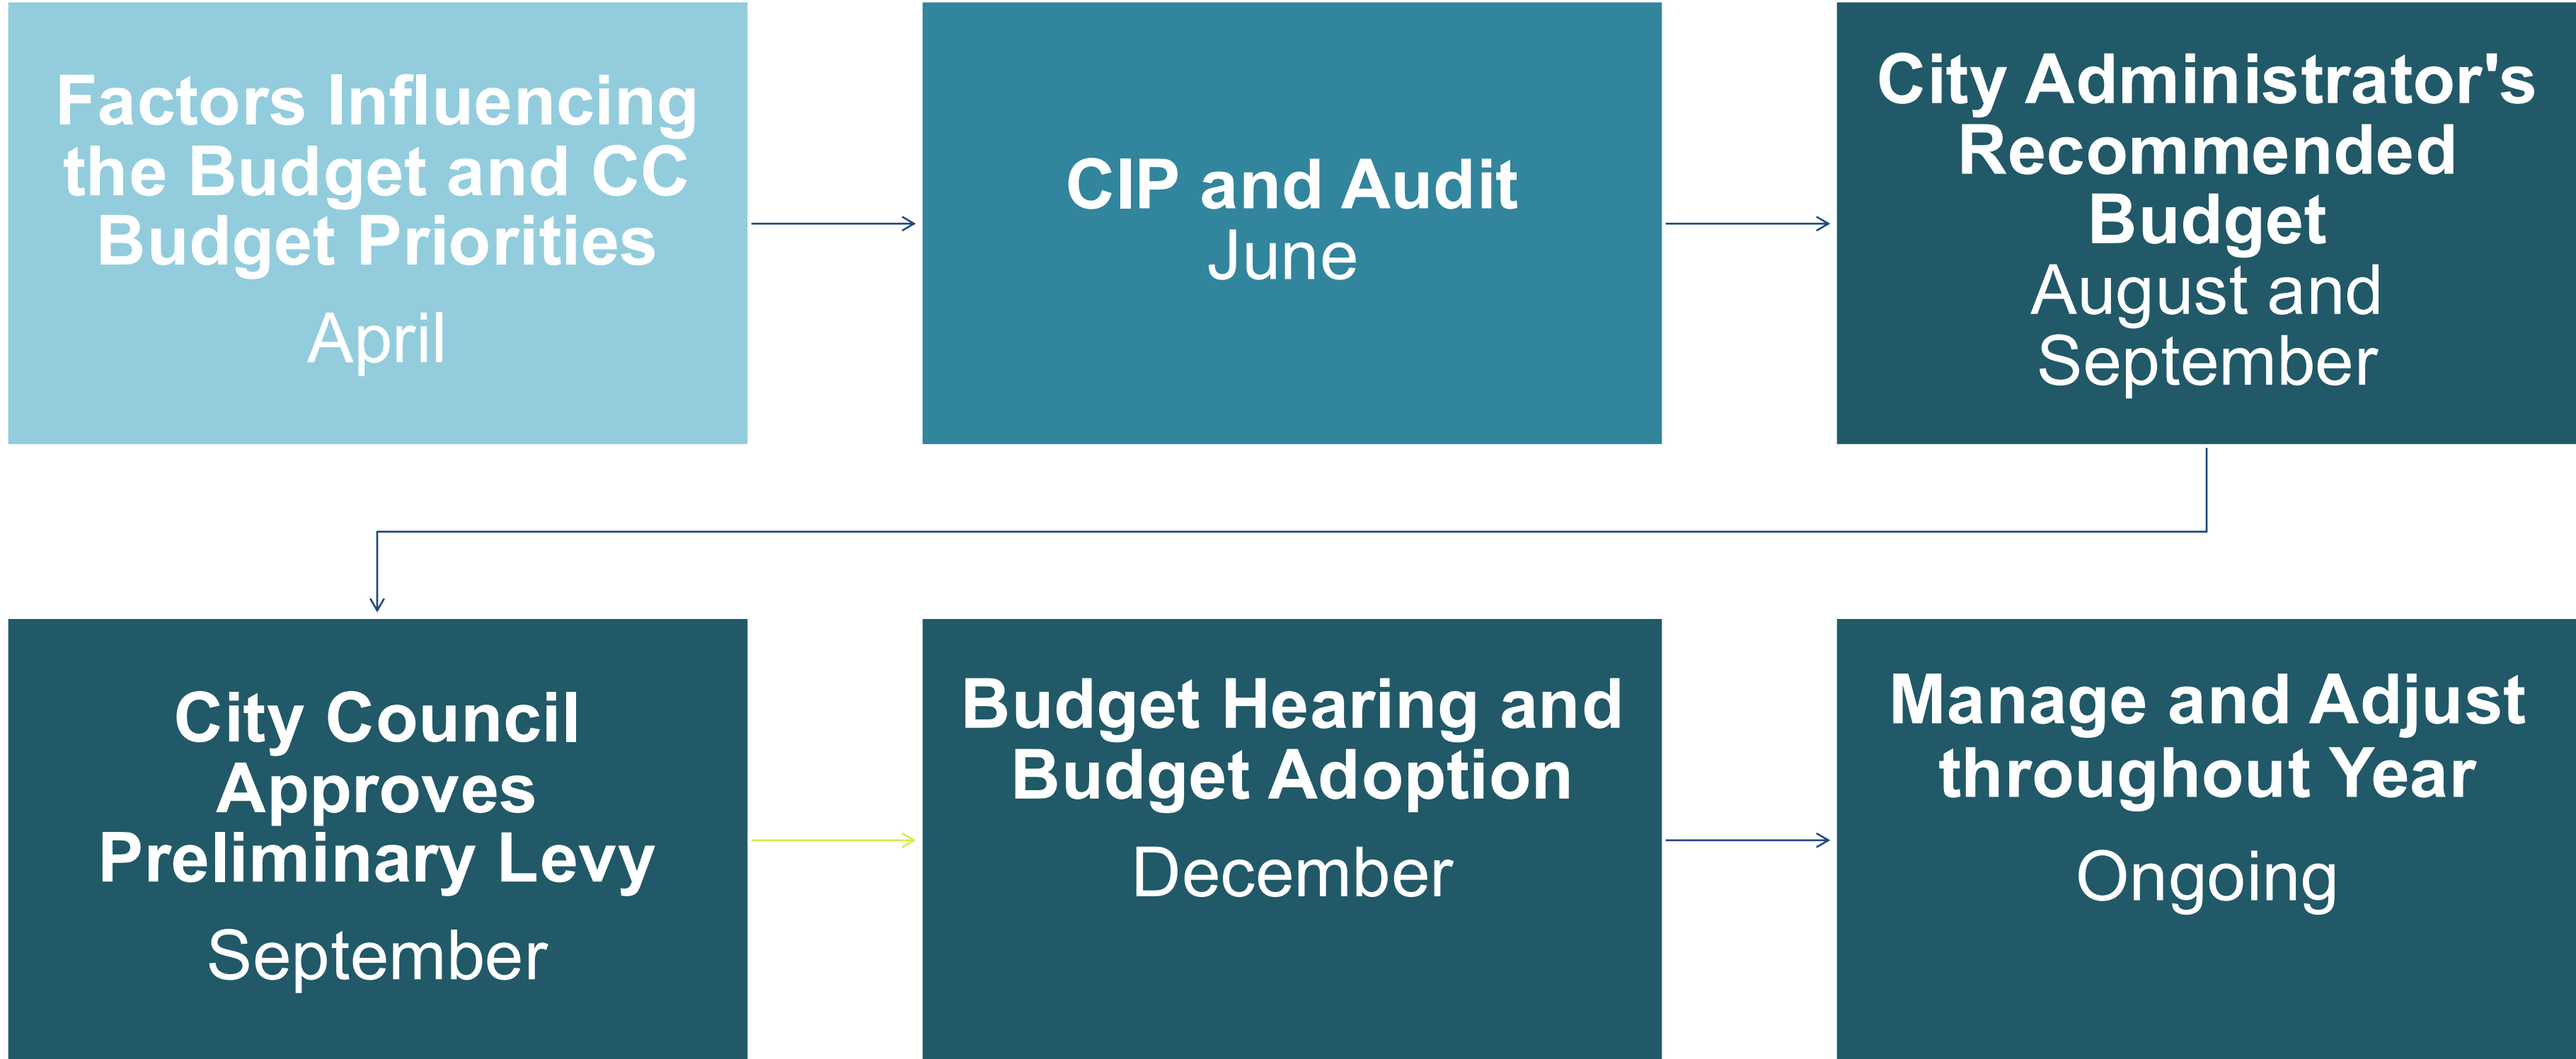 Factors Influencing
the Budget and CC
Budget Priorities
April
CIP and Audit
June
City Administrator's
Recommended
Budget
August and
September
City Council
Approves
Preliminary Levy
September
Budget Hearing and
Budget Adoption
December
Manage and Adjust
throughout Year
Ongoing